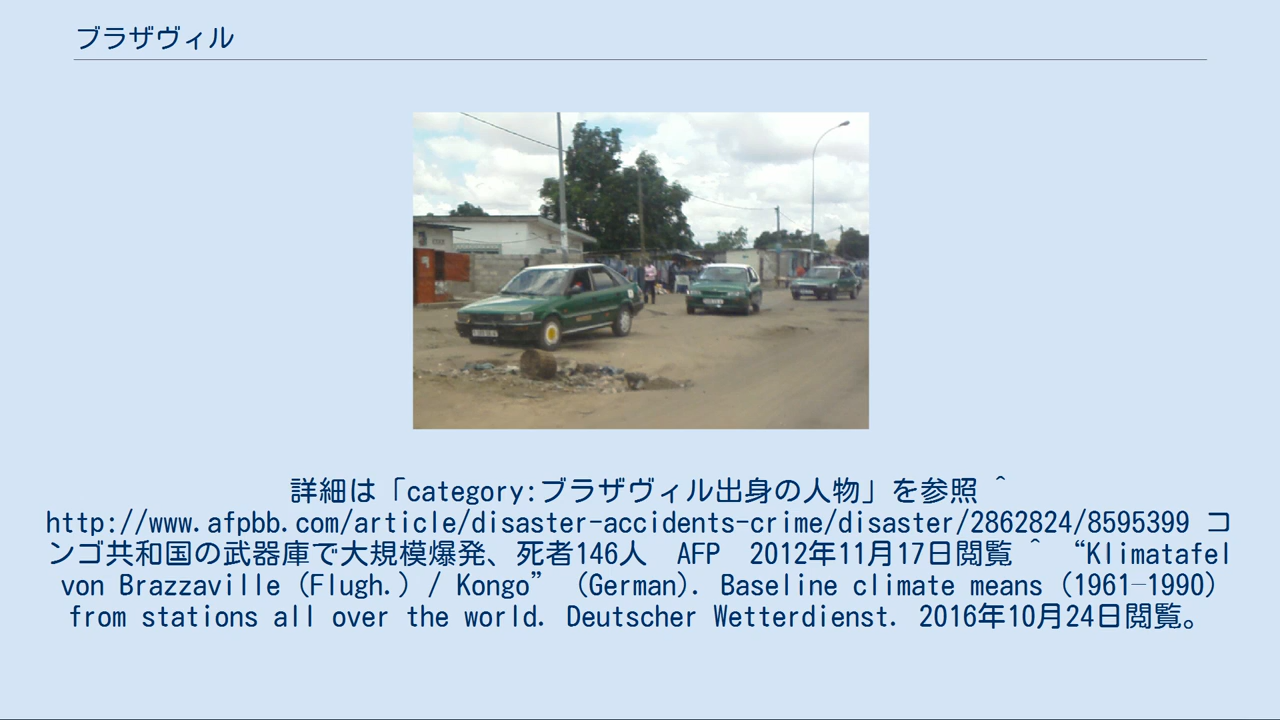 ブラザヴィル
詳細は「category:ブラザヴィル出身の人物」を参照 ^
http://www.afpbb.com/article/disaster-accidents-crime/disaster/2862824/8595399 コ
ンゴ共和国の武器庫で大規模爆発、死者146人　AFP　2012年11月17日閲覧 ^ “Klimatafel
von Brazzaville (Flugh.) / Kongo” (German). Baseline climate means (1961–1990)
from stations all over the world. Deutscher Wetterdienst. 2016年10月24日閲覧。